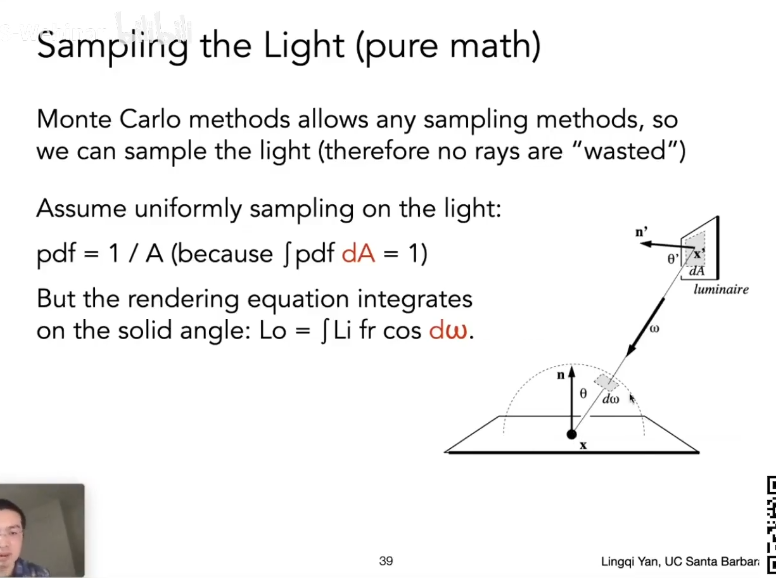 Sampling the Light (pure math)
Monte Carlo methods allows any sampling methods, so
we can sample the light (therefore no rays are “wasted”)
Assume uniformly sampling on the light:
pdf = 1 / A (because ∫pdf dA = 1)
But the rendering equation integrates
on the solid angle: Lo = ∫Li fr cos dω.
n'
θ'
x'
dA
luminaire
ω
n
θ
dω
x
39
Lingqi Yan, UC Santa Barbar